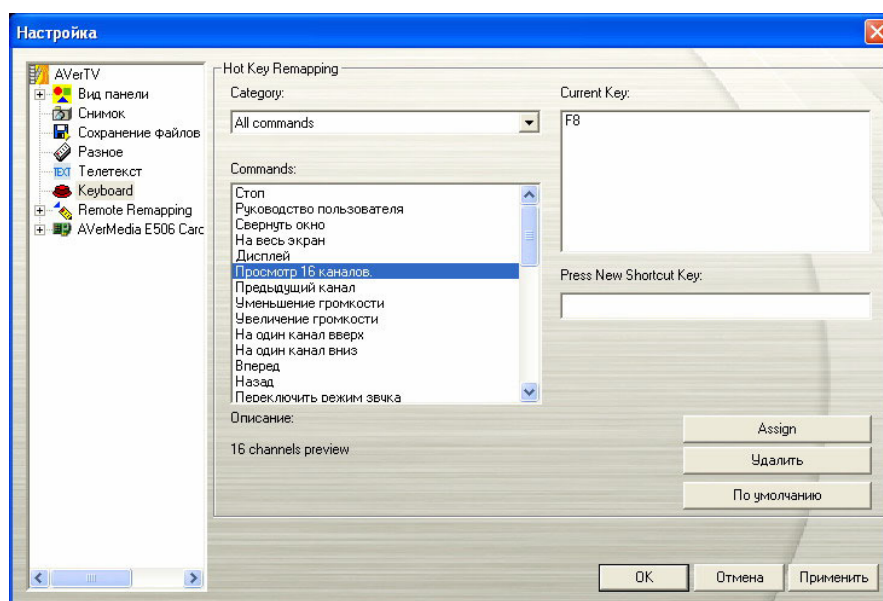 Настройка
AVerTV
Вид панели
Снимок
Сохранение файлов
Разное
TEXT Телетекст
Keyboard
Remote Remapping
AVerMedia E506 Card
Hot Key Remapping
Category:
All commands
Commands:
Стоп
Руководство пользователя
Свернуть окно
На весь экран
Дисплей
Просмотр 16 каналов.
Предыдущий канал
Уменьшение громкости
Увеличение громкости
На один канал вверх
На один канал вниз
Вперед
Назад
Переключить режим звука
Описание:
16 channels preview
Current Key:
F8
Press New Shortcut Key:
Assign
Удалить
По умолчанию
OK
Отмена
Применить